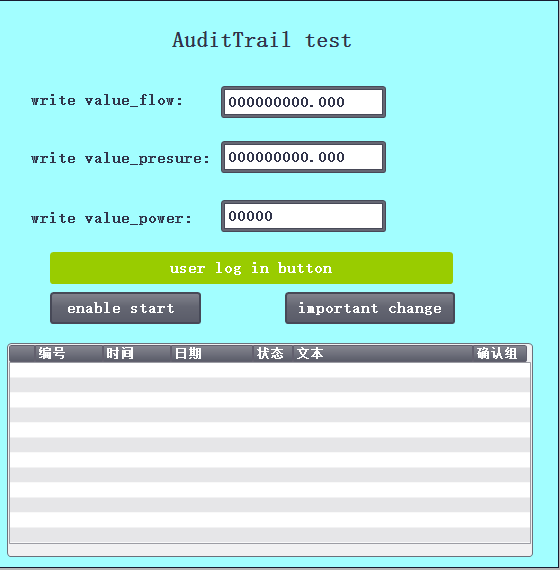 AuditTrail test
write value_flow: 000000000.000
write value_presure: 000000000.000
write value_power: 00000
user log in button
enable start important change
编号 时间 日期 状态 文本 确认组